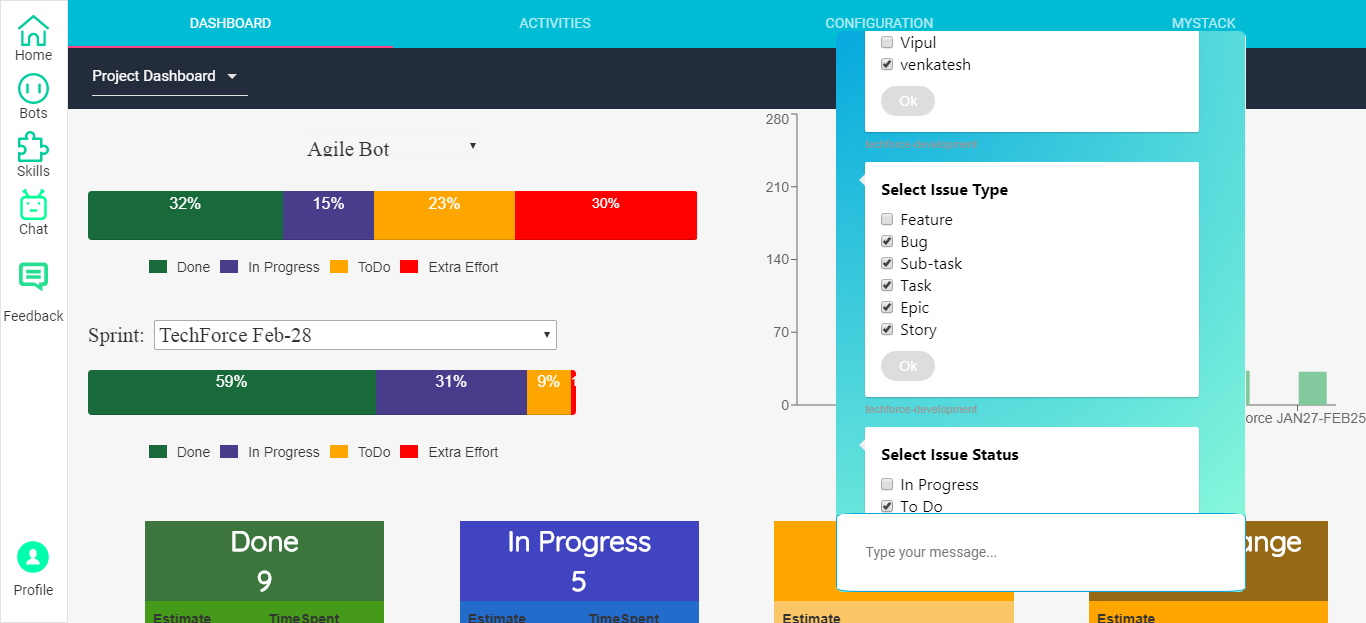 DASHBOARD ACTIVITIES CONFIGURATION MYSTACK
Home
Bots
Skills
Chat
Feedback
Profile
Project Dashboard
Agile Bot
32% 15% 23% 30%
Done In Progress ToDo Extra Effort
Sprint: TechForce Feb-28
59% 31% 9%
Done In Progress ToDo Extra Effort
280
210
140
70
0
orce JAN27-FEB25
Vipul
venkatesh
Ok
techforce-development
Select Issue Type
Feature
Bug
Sub-task
Task
Epic
Story
Ok
techforce-development
Select Issue Status
In Progress
To Do
Type your message...
Done
9
Estimate TimeSpent
In Progress
5
Estimate TimeSpent
Estimate
ange
Estimate